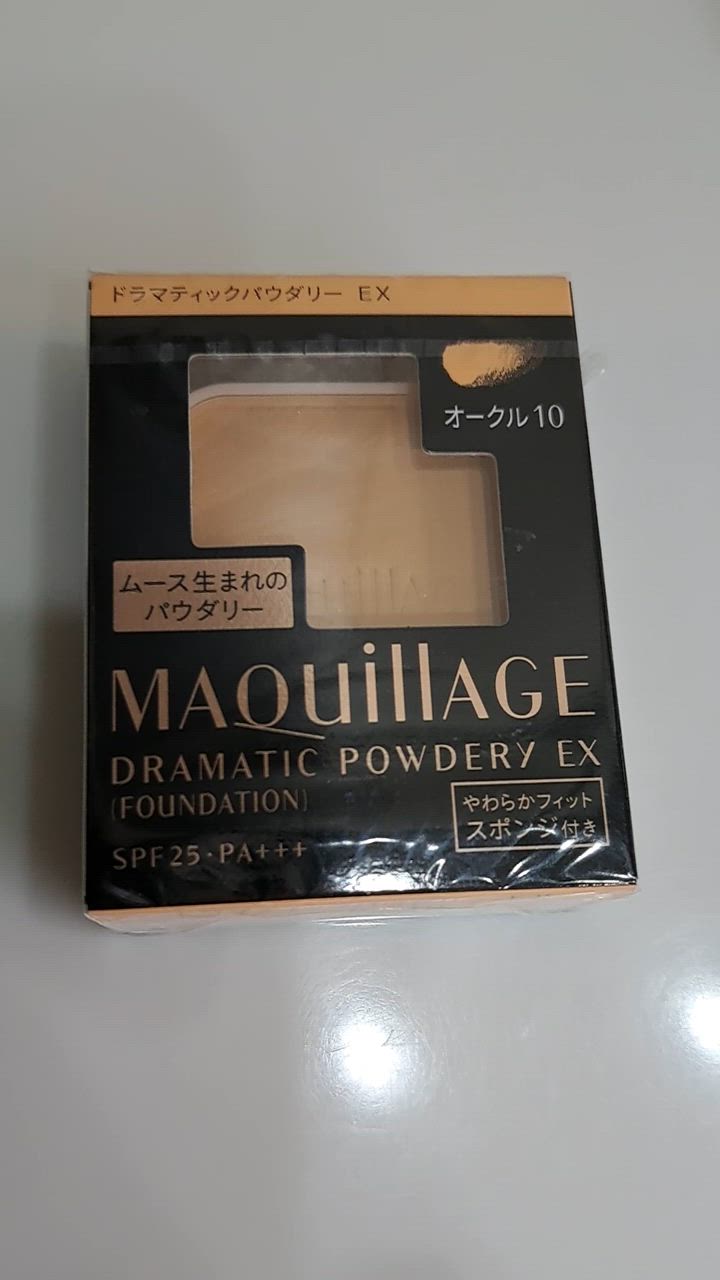 ドラマティックパウダリー EX
オークル10
ムース生まれの
パウダリー
MAQuillAGE
DRAMATIC POWDERY EX
(FOUNDATION)
やわらかフィット
スポンジ付き
SPF25・PA+++